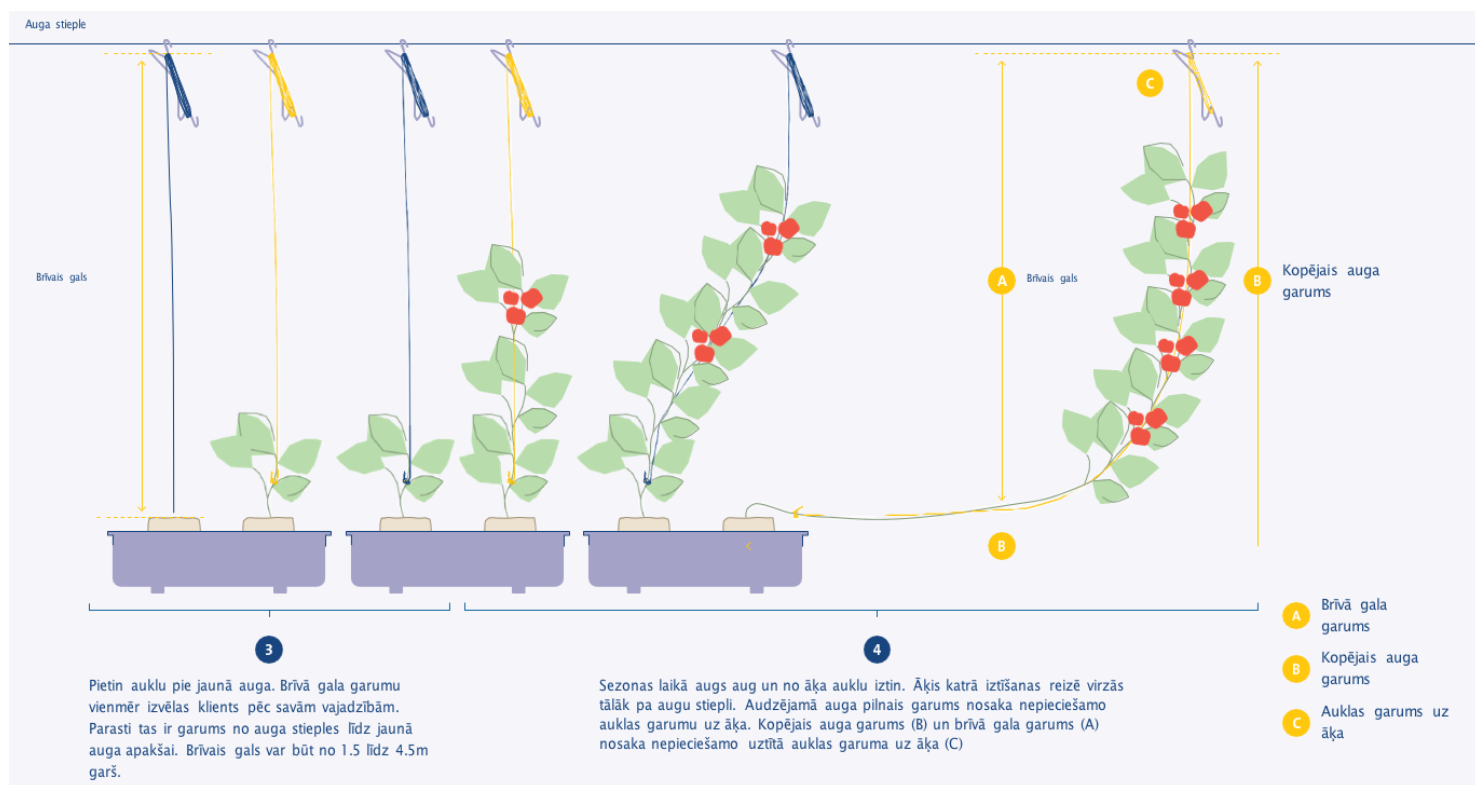 Auga stieple
C
Brīvais gals
A
Brīvais gals
B
Kopējais auga
garums
B
3
Pietin auklu pie jaunā auga. Brīvā gala garumu
vienmēr izvēlas klients pēc savām vajadzībām.
Parasti tas ir garums no auga stieples līdz jaunā
auga apakšai. Brīvais gals var būt no 1.5 līdz 4.5m
garš.
4
Sezonas laikā augs aug un no āķa auklu iztin. Āķis katrā iztīšanas reizē virzās
tālāk pa augu stiepli. Audzējamā auga pilnais garums nosaka nepieciešamo
auklas garumu uz āķa. Kopējais auga garums (B) un brīvā gala garums (A)
nosaka nepieciešamo uztītā auklas garuma uz āķa (C)
A
Brīvā gala
garums
B
Kopējais auga
garums
C
Auklas garums uz
āķa